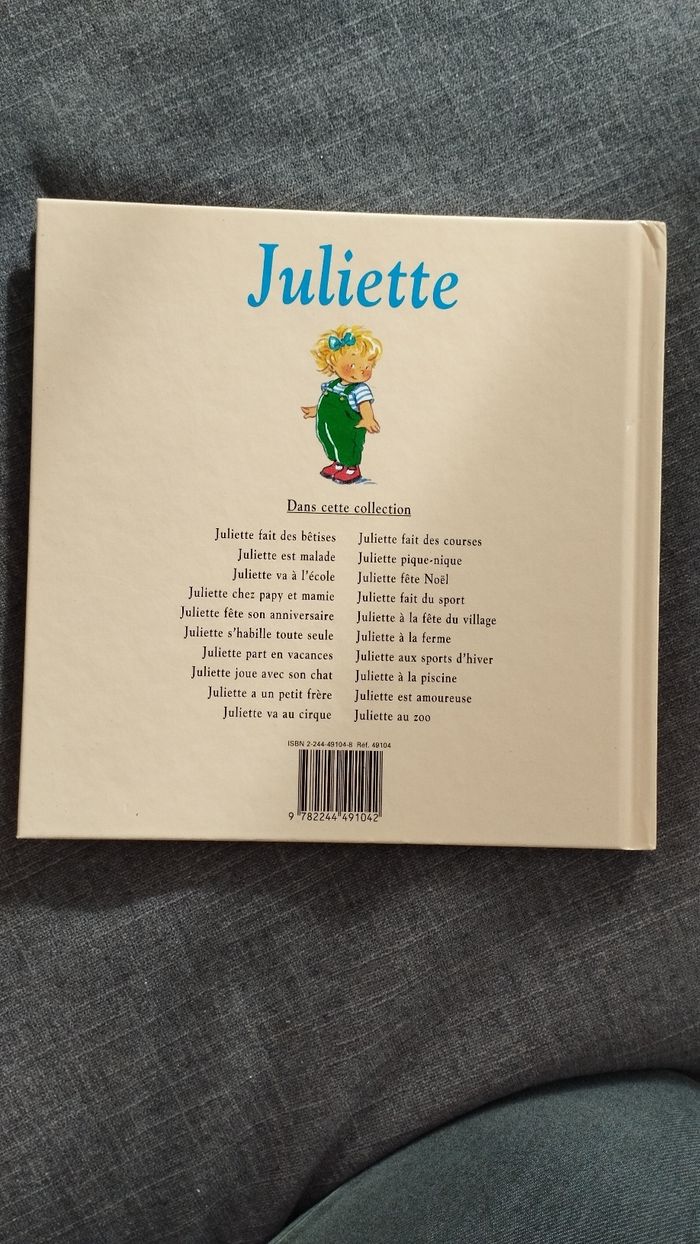 Juliette
Dans cette collection
Juliette fait des bêtises
Juliette est malade
Juliette va à l'école
Juliette chez papy et mamie
Juliette fête son anniversaire
Juliette s'habille toute seule
Juliette part en vacances
Juliette joue avec son chat
Juliette a un petit frère
Juliette va au cirque
Juliette fait des courses
Juliette pique-nique
Juliette fête Noël
Juliette fait du sport
Juliette à la fête du village
Juliette à la ferme
Juliette aux sports d'hiver
Juliette à la piscine
Juliette est amoureuse
Juliette au zoo
ISBN 2-244-49104-8 Réf. 49104
9 782244 491042